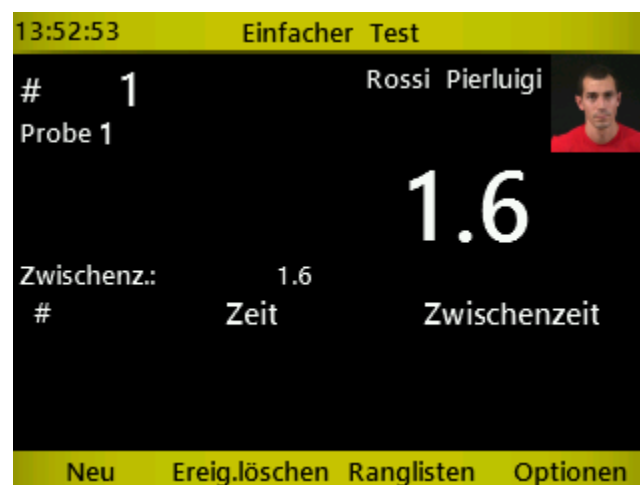 13:52:53 Einfacher Test
# 1 Rossi Pierluigi
Probe 1
1.6
Zwischenz.: 1.6
# Zeit Zwischenzeit
Neu Ereig.löschen Ranglisten Optionen